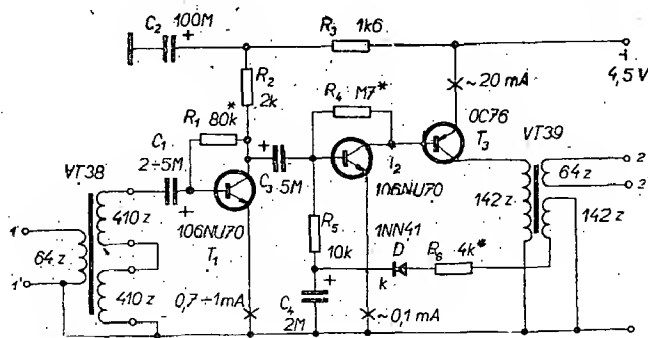 C2 100M
+
R3
1k6
R2
2k
R4 M7*
~20 mA
4,5 V
R1 80k*
OC76
T3
VT39
C1
2÷5M
+
+
C3 5M
T2
106NU70
64 z
2
2'
VT38
410 z
106NU70
T1
R5
10k
1NN41
D
k
R6
4k*
142 z
142 z
1
64 z
1'
410 z
0,7÷1mA
C4
2M
+
~0,1 mA